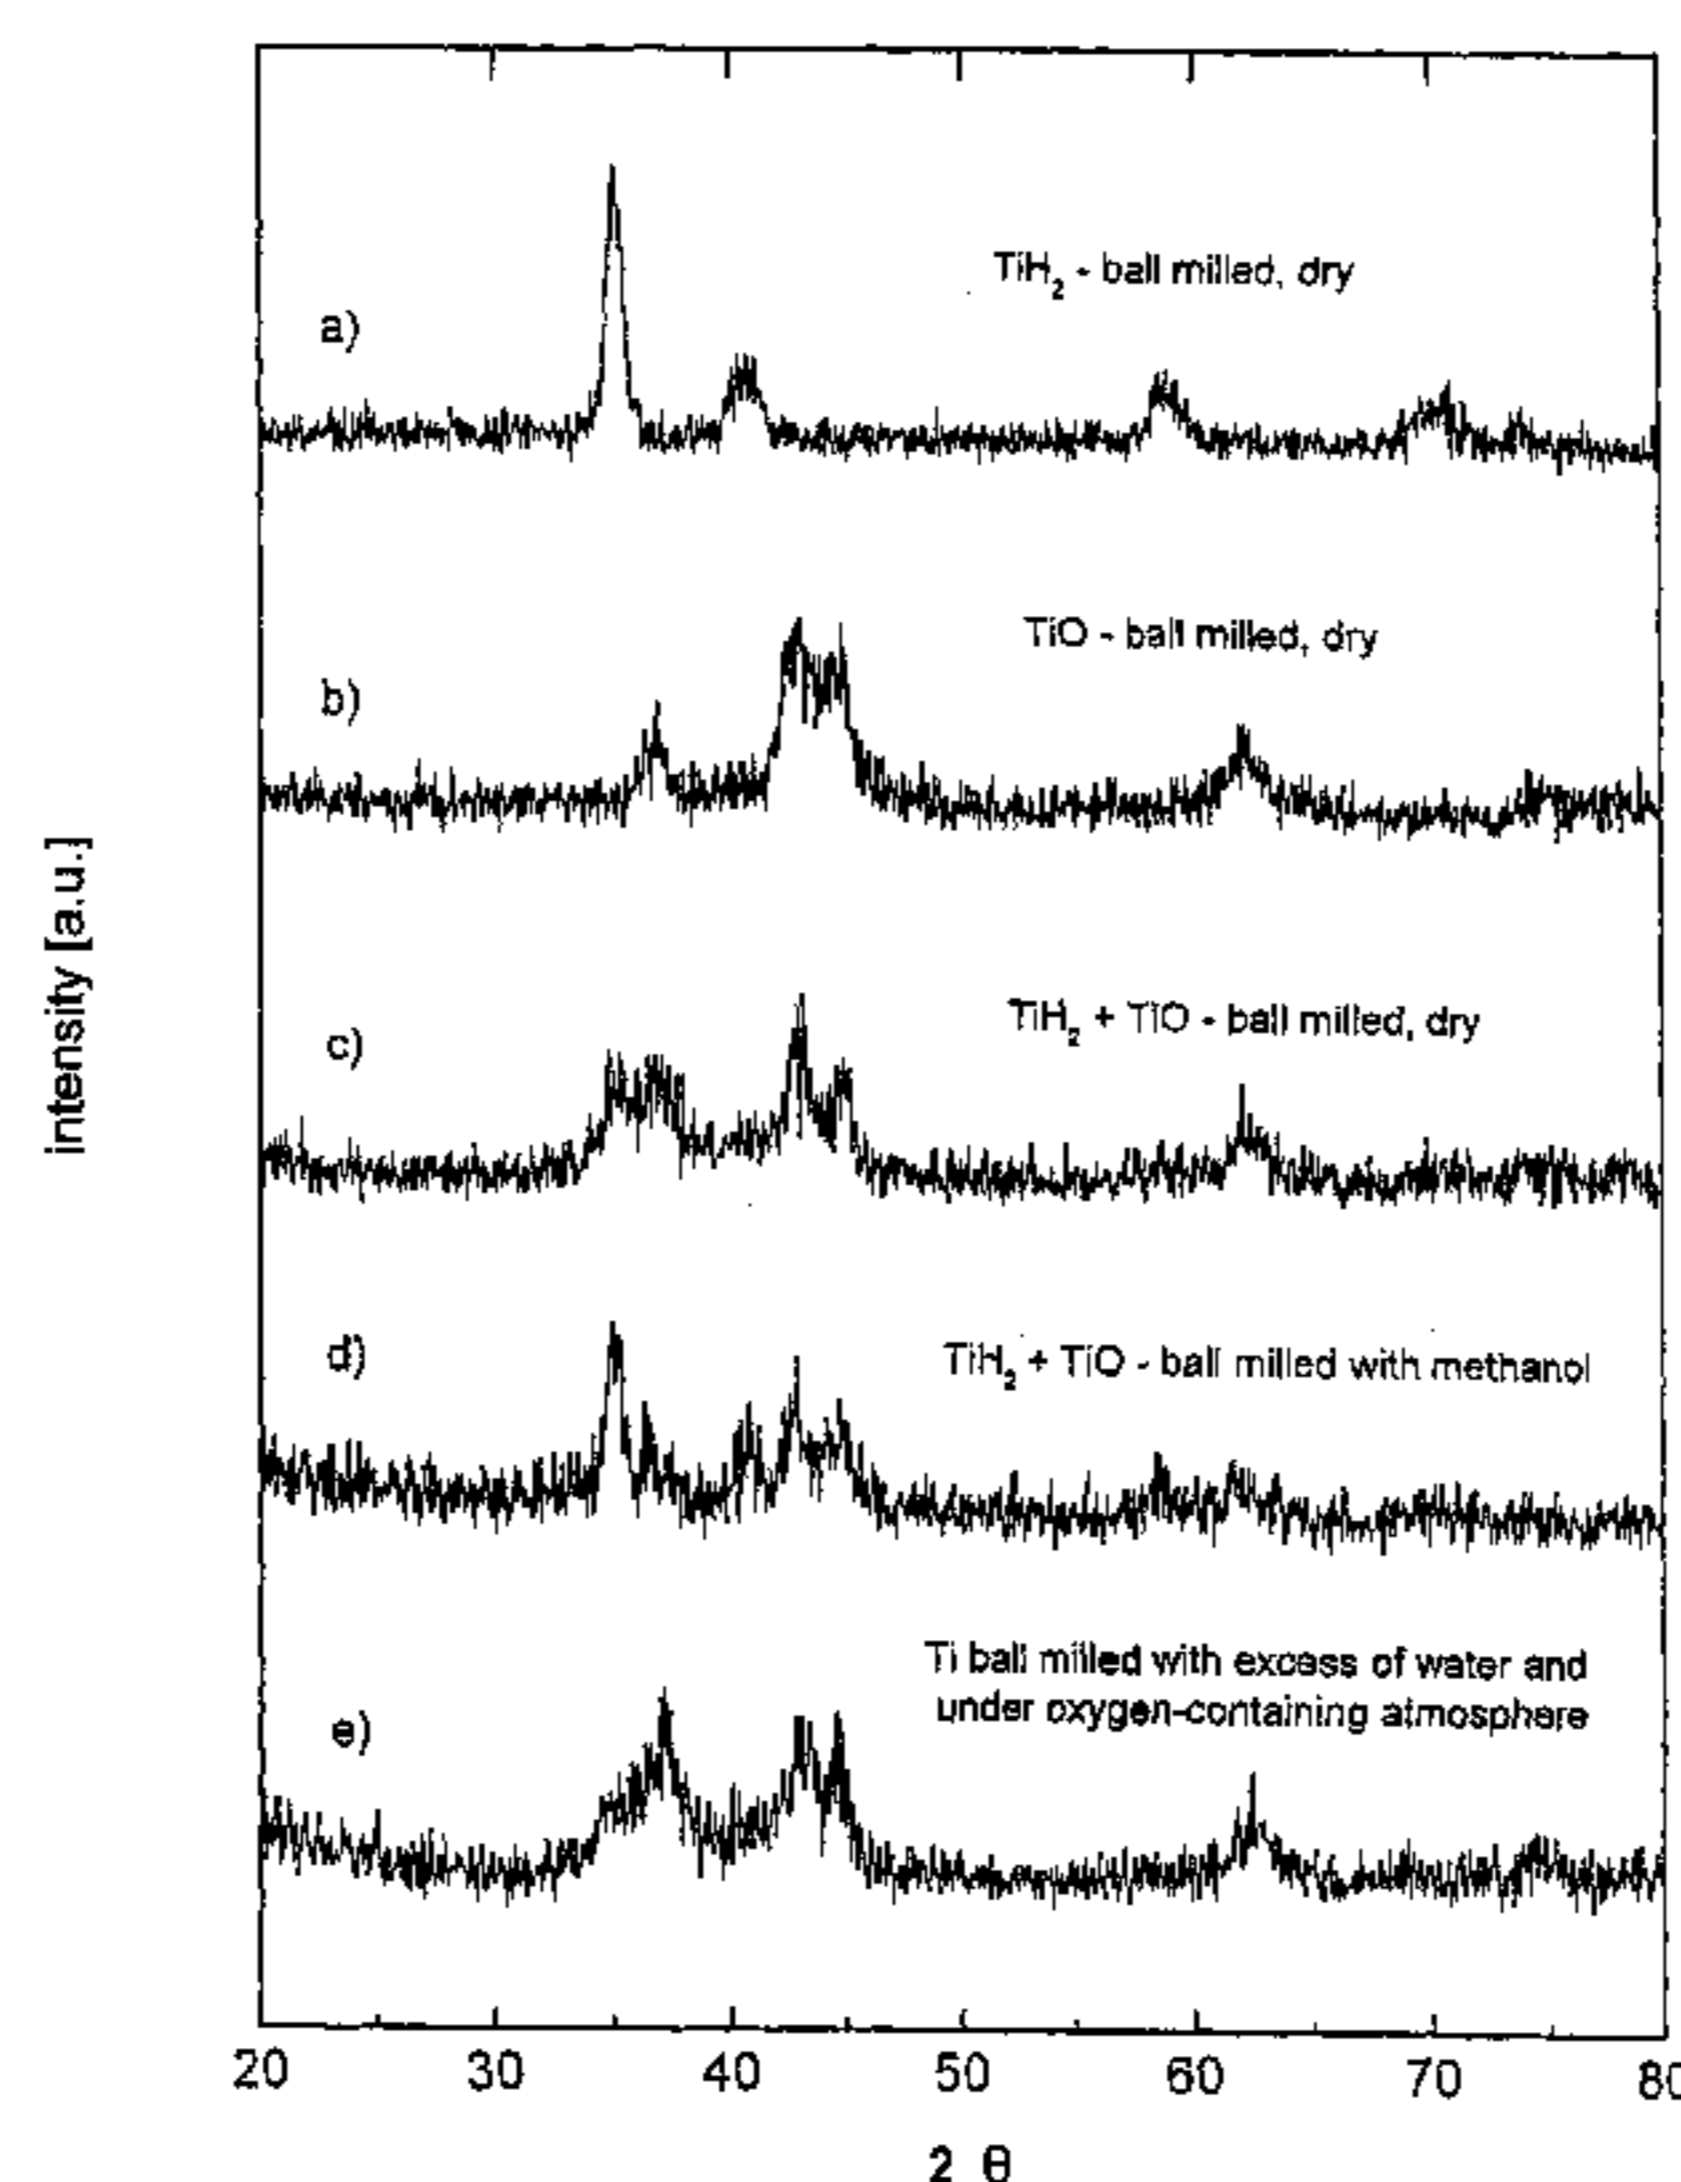 a)
TiH₂ - ball milled, dry
b)
TiO - ball milled, dry
c)
TiH₂ + TiO - ball milled, dry
d)
TiH₂ + TiO - ball milled with methanol
e)
Ti ball milled with excess of water and
under oxygen-containing atmosphere
intensity [a.u.]
20 30 40 50 60 70 80
2 θ